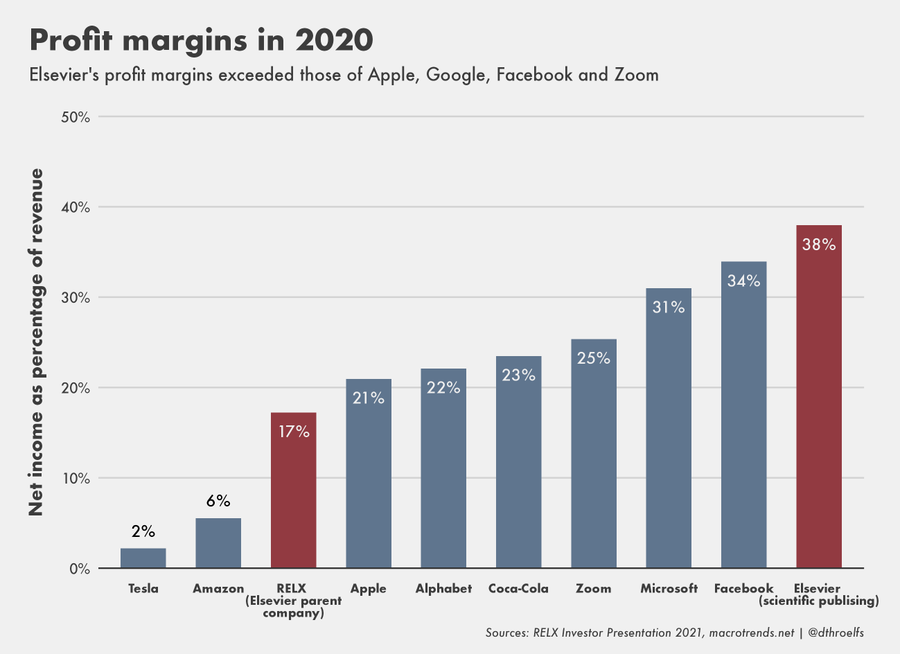 Profit margins in 2020
Elsevier's profit margins exceeded those of Apple, Google, Facebook and Zoom
Net income as percentage of revenue
50%
40%
30%
20%
10%
0%
2%
6%
17%
21%
22%
23%
25%
31%
34%
38%
Tesla
Amazon
RELX
(Elsevier parent
company)
Apple
Alphabet
Coca-Cola
Zoom
Microsoft
Facebook
Elsevier
(scientific publising)
Sources: RELX Investor Presentation 2021, macrotrends.net | @dthroelfs